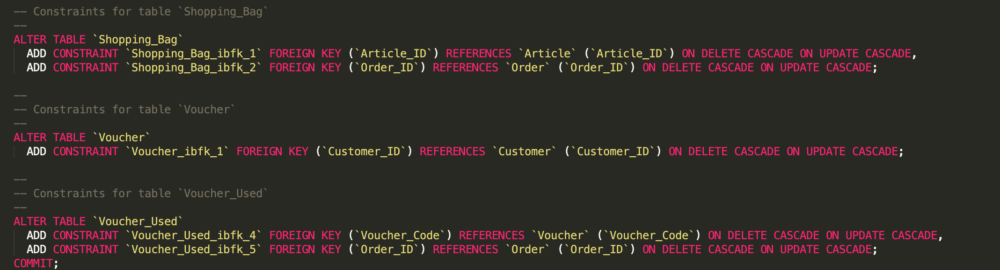 -- Constraints for table `Shopping_Bag`
--
ALTER TABLE `Shopping_Bag`
  ADD CONSTRAINT `Shopping_Bag_ibfk_1` FOREIGN KEY (`Article_ID`) REFERENCES `Article` (`Article_ID`) ON DELETE CASCADE ON UPDATE CASCADE,
  ADD CONSTRAINT `Shopping_Bag_ibfk_2` FOREIGN KEY (`Order_ID`) REFERENCES `Order` (`Order_ID`) ON DELETE CASCADE ON UPDATE CASCADE;

--
-- Constraints for table `Voucher`
--
ALTER TABLE `Voucher`
  ADD CONSTRAINT `Voucher_ibfk_1` FOREIGN KEY (`Customer_ID`) REFERENCES `Customer` (`Customer_ID`) ON DELETE CASCADE ON UPDATE CASCADE;

--
-- Constraints for table `Voucher_Used`
--
ALTER TABLE `Voucher_Used`
  ADD CONSTRAINT `Voucher_Used_ibfk_4` FOREIGN KEY (`Voucher_Code`) REFERENCES `Voucher` (`Voucher_Code`) ON DELETE CASCADE ON UPDATE CASCADE,
  ADD CONSTRAINT `Voucher_Used_ibfk_5` FOREIGN KEY (`Order_ID`) REFERENCES `Order` (`Order_ID`) ON DELETE CASCADE ON UPDATE CASCADE;
COMMIT;